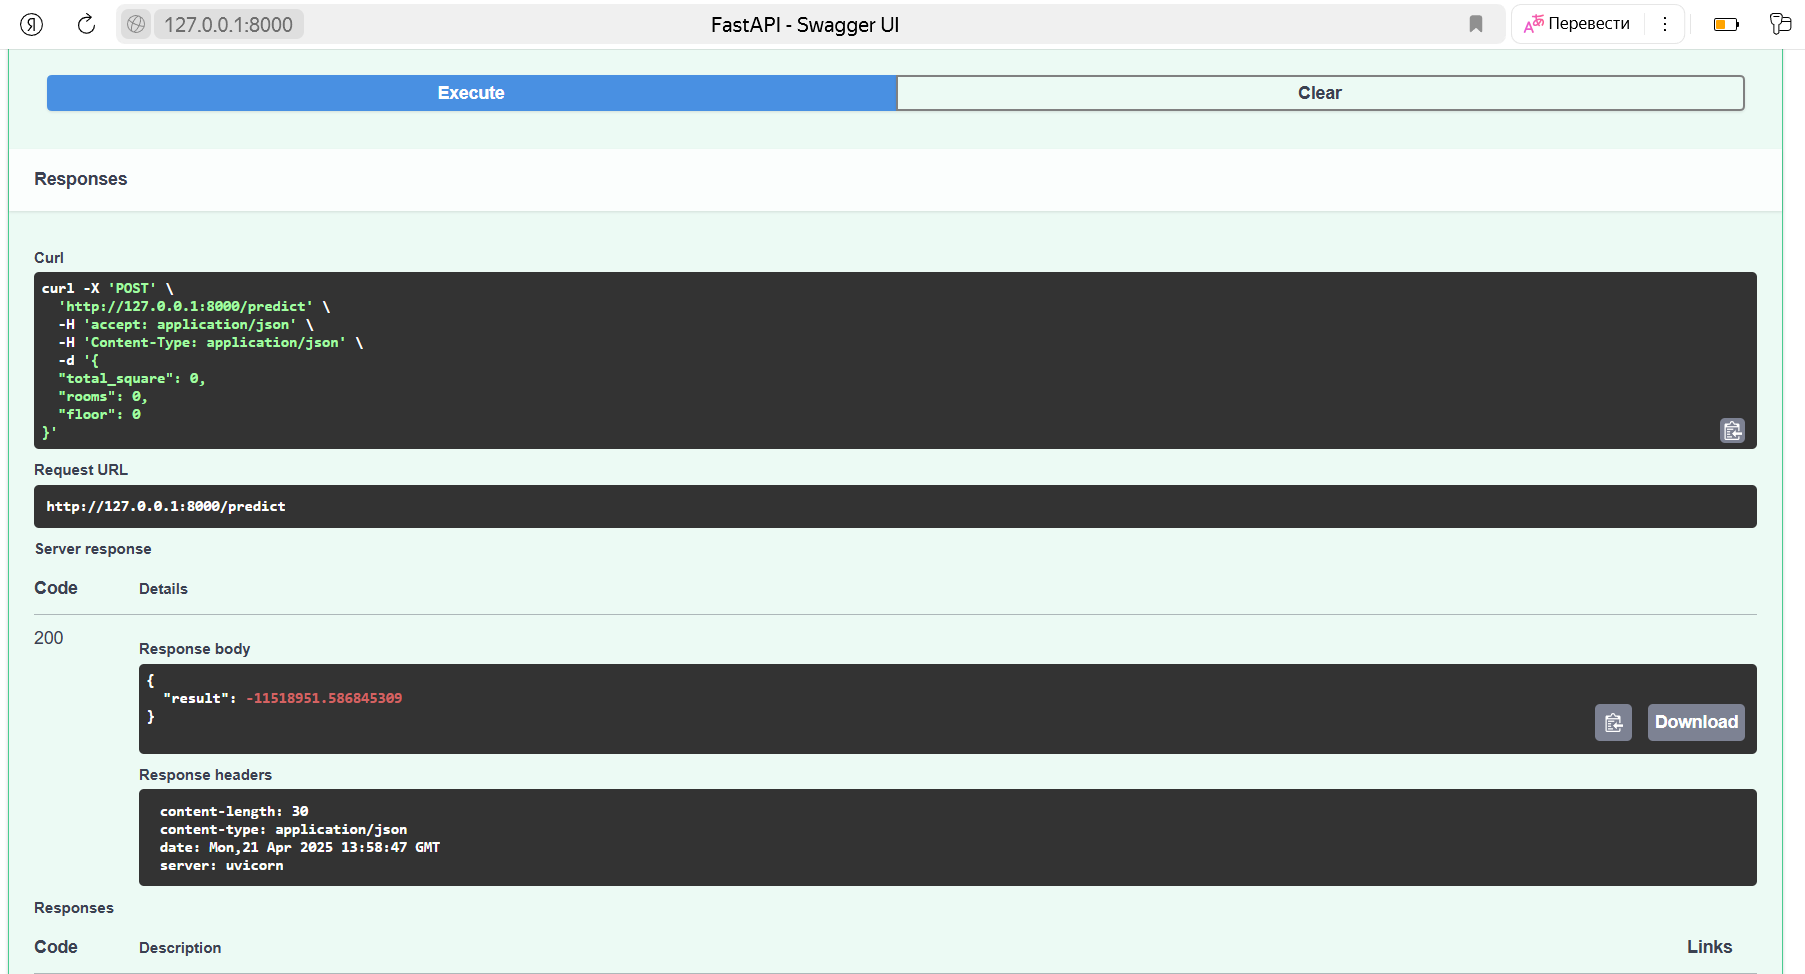 Я
127.0.0.1:8000
FastAPI - Swagger UI
Перевести
Execute
Clear
Responses
Curl
curl -X 'POST' \
'http://127.0.0.1:8000/predict' \
-H 'accept: application/json' \
-H 'Content-Type: application/json' \
-d '{
"total_square": 0,
"rooms": 0,
"floor": 0
}'
Request URL
http://127.0.0.1:8000/predict
Server response
Code
Details
200
Response body
{
"result": -11518951.586845309
}
Download
Response headers
content-length: 30
content-type: application/json
date: Mon,21 Apr 2025 13:58:47 GMT
server: uvicorn
Responses
Code
Description
Links